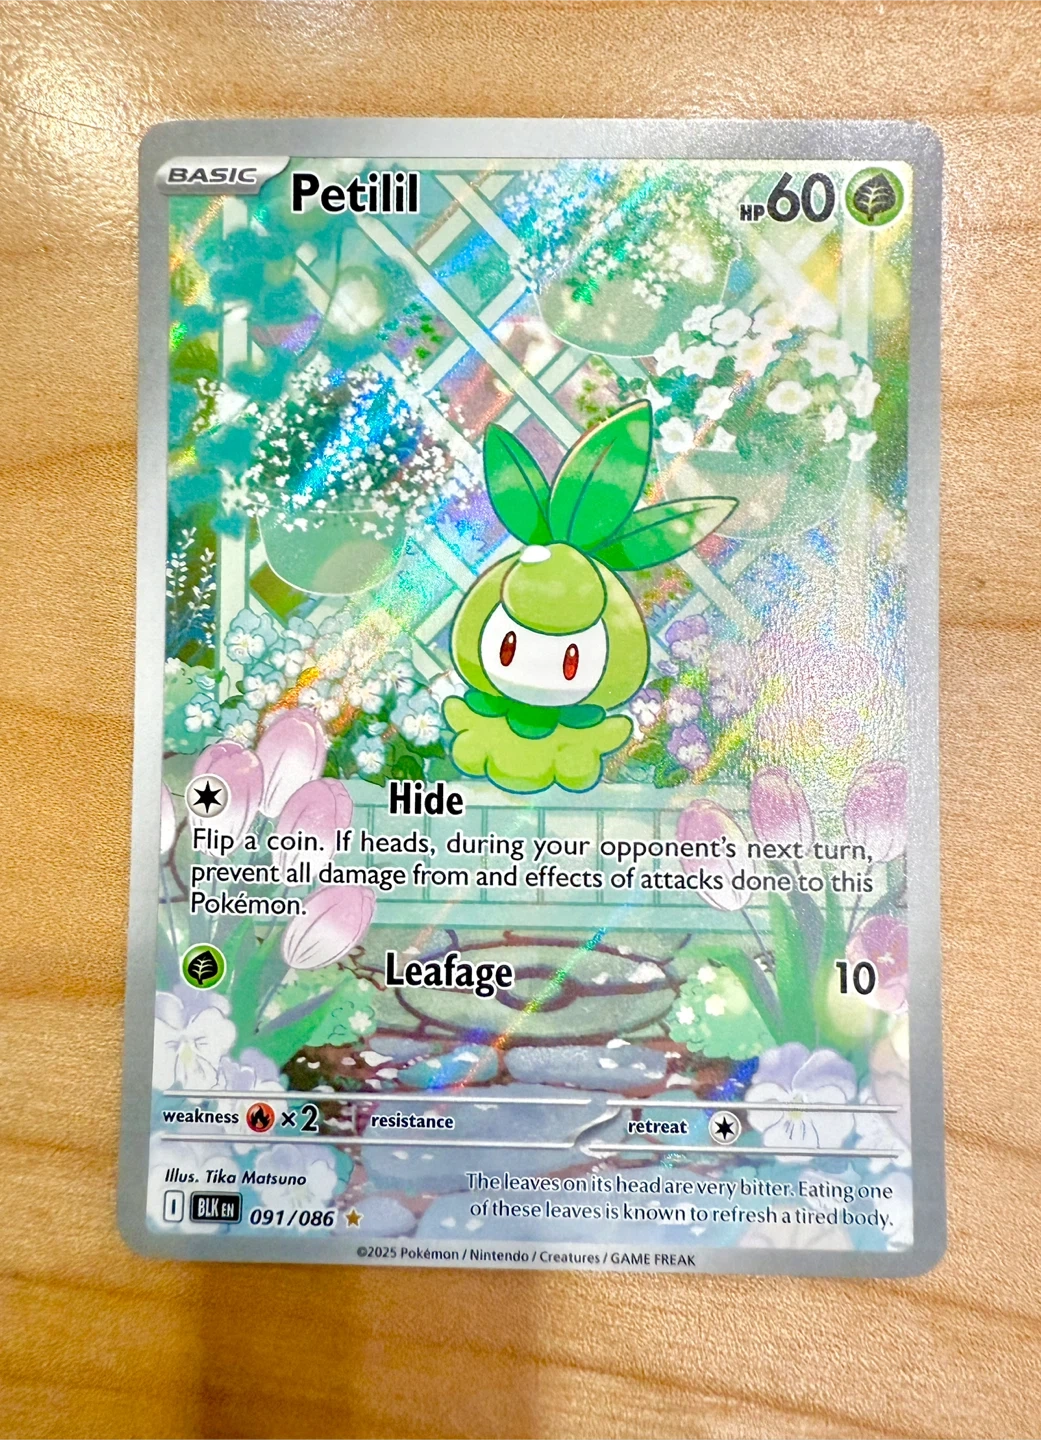 BASIC Petilil HP60
Hide
Flip a coin. If heads, during your opponent's next turn,
prevent all damage from and effects of attacks done to this
Pokémon.
Leafage 10
weakness ×2 resistance retreat
Illus. Tika Matsuno
I BLK EN 091/086
The leaves on its head are very bitter. Eating one
of these leaves is known to refresh a tired body.
©2025 Pokémon / Nintendo / Creatures / GAME FREAK